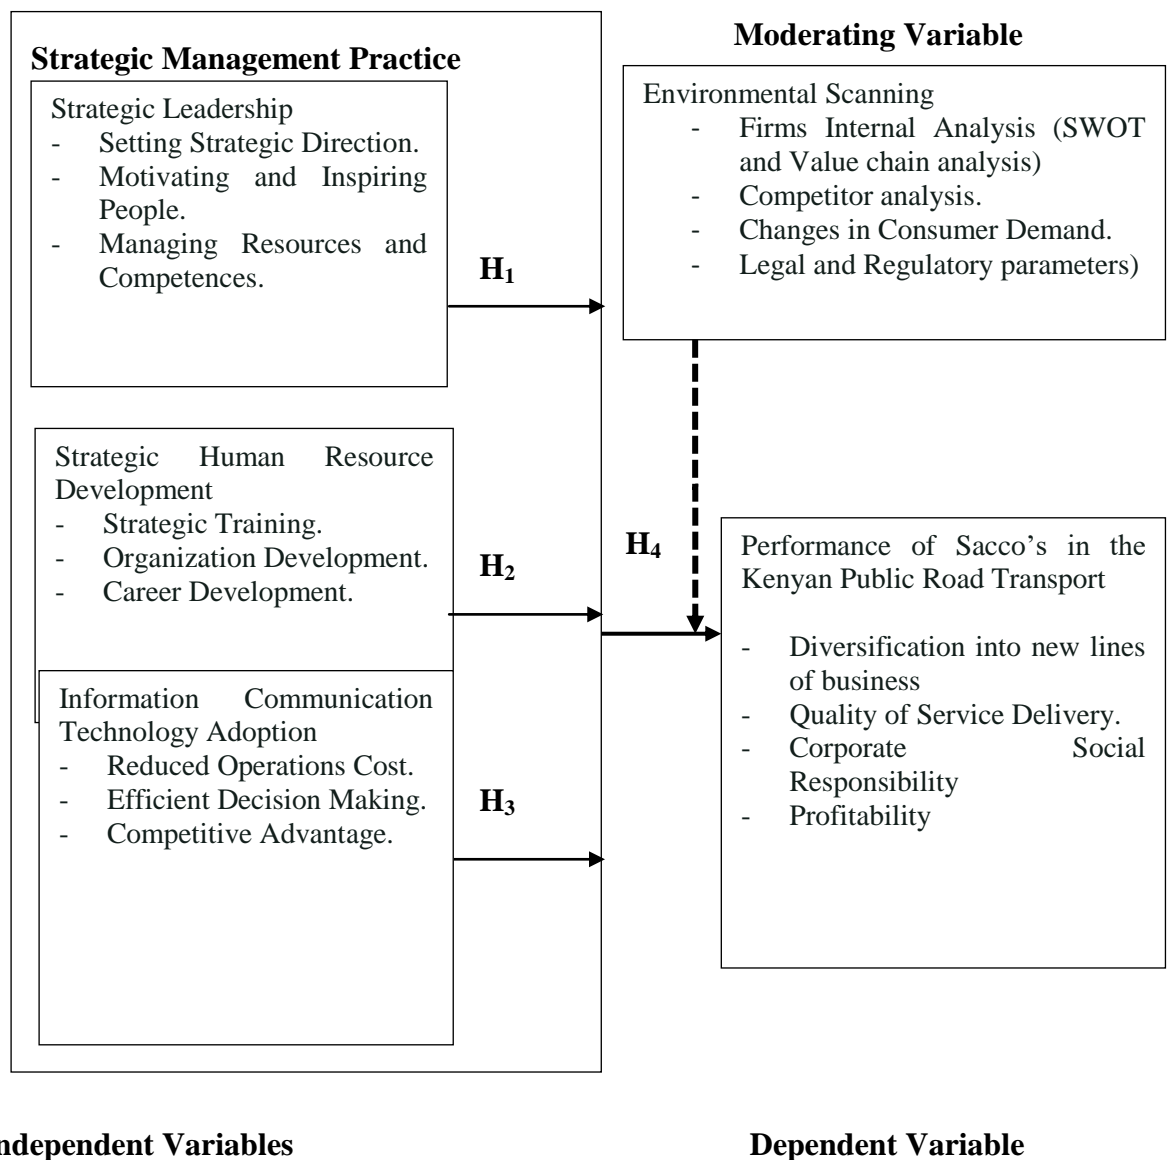 Strategic Management Practice
Strategic Leadership
- Setting Strategic Direction.
- Motivating and Inspiring
People.
- Managing Resources and
Competences.
H1
Strategic Human Resource
Development
- Strategic Training.
- Organization Development.
- Career Development.
H2
Information Communication
Technology Adoption
- Reduced Operations Cost.
- Efficient Decision Making.
- Competitive Advantage.
H3
Moderating Variable
Environmental Scanning
- Firms Internal Analysis (SWOT
and Value chain analysis)
- Competitor analysis.
- Changes in Consumer Demand.
- Legal and Regulatory parameters)
H4
Performance of Sacco’s in the
Kenyan Public Road Transport
- Diversification into new lines
of business
- Quality of Service Delivery.
- Corporate Social
Responsibility
- Profitability
ndependent Variables
Dependent Variable